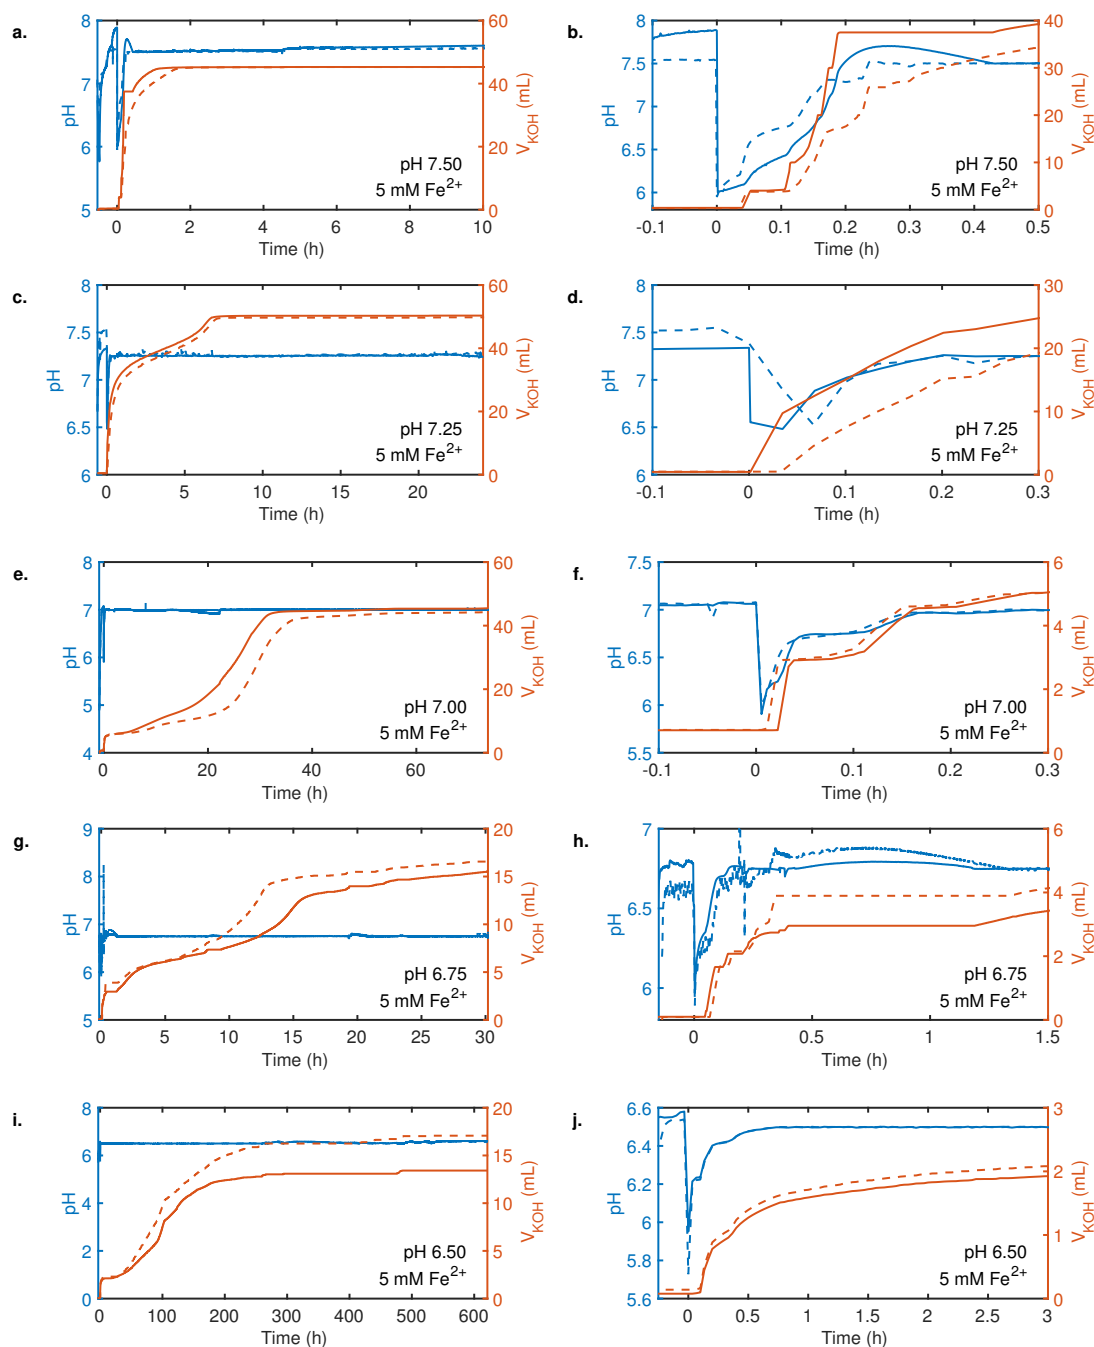 a.
8
7
6
5
pH
60
40
20
0
V_KOH (mL)
pH 7.50
5 mM Fe²⁺
0 2 4 6 8 10
Time (h)
b.
8
7.5
7
6.5
6
pH
40
30
20
10
0
V_KOH (mL)
pH 7.50
5 mM Fe²⁺
-0.1 0 0.1 0.2 0.3 0.4 0.5
Time (h)
c.
8
7.5
7
6.5
6
pH
60
40
20
0
V_KOH (mL)
pH 7.25
5 mM Fe²⁺
0 5 10 15 20
Time (h)
d.
8
7.5
7
6.5
6
pH
30
20
10
0
V_KOH (mL)
pH 7.25
5 mM Fe²⁺
-0.1 0 0.1 0.2 0.3
Time (h)
e.
8
7
6
5
4
pH
60
40
20
0
V_KOH (mL)
pH 7.00
5 mM Fe²⁺
0 20 40 60
Time (h)
f.
7.5
7
6.5
6
5.5
pH
6
4
2
0
V_KOH (mL)
pH 7.00
5 mM Fe²⁺
-0.1 0 0.1 0.2 0.3
Time (h)
g.
9
8
7
6
5
pH
20
15
10
5
0
V_KOH (mL)
pH 6.75
5 mM Fe²⁺
0 5 10 15 20 25 30
Time (h)
h.
7
6.5
6
pH
6
4
2
0
V_KOH (mL)
pH 6.75
5 mM Fe²⁺
0 0.5 1 1.5
Time (h)
i.
8
6
4
2
0
pH
20
15
10
5
0
V_KOH (mL)
pH 6.50
5 mM Fe²⁺
0 100 200 300 400 500 600
Time (h)
j.
6.6
6.4
6.2
6
5.8
5.6
pH
3
2
1
0
V_KOH (mL)
pH 6.50
5 mM Fe²⁺
0 0.5 1 1.5 2 2.5 3
Time (h)